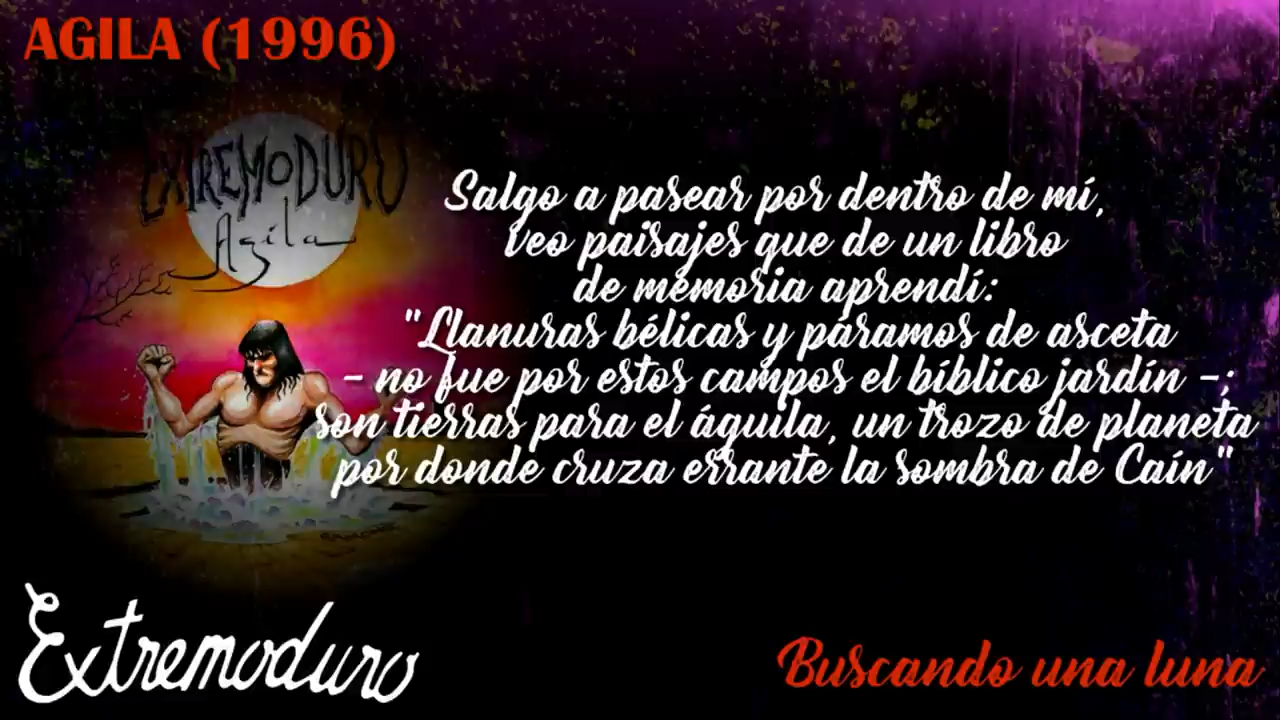 AGILA (1996)
EXTREMODURO
Agila
Salgo a pasear por dentro de mí,
veo paisajes que de un libro
de memoria aprendí:
"Llanuras bélicas y páramos de asceta
- no fue por estos campos el bíblico jardín -;
son tierras para el águila, un trozo de planeta
por donde cruza errante la sombra de Caín"
Extremoduro
Buscando una luna